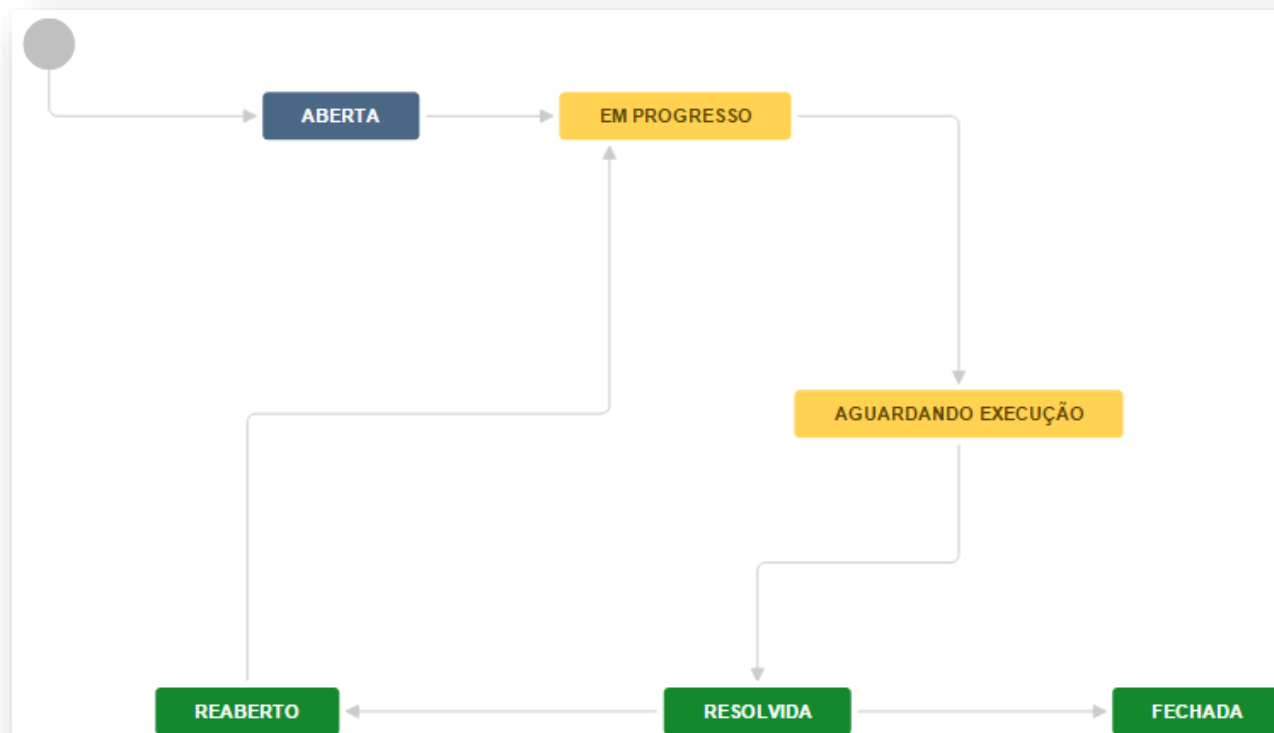 ABERTA
EM PROGRESSO
AGUARDANDO EXECUÇÃO
REABERTO
RESOLVIDA
FECHADA